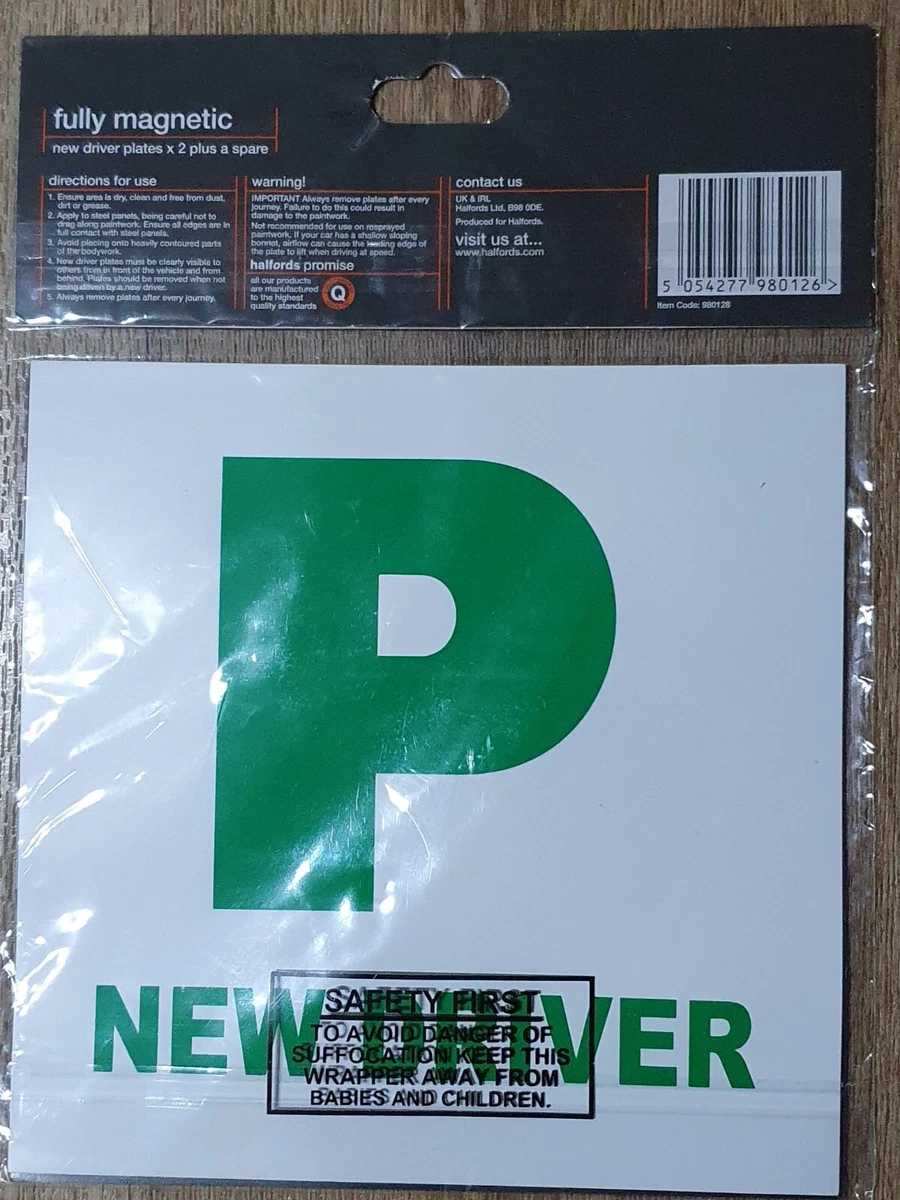 fully magnetic
new driver plates x 2 plus a spare
directions for use
1. Ensure area is dry, clean and free from dust,
dirt or grease.
2. Apply to steel panels, being careful not to
drag along paintwork. Ensure all edges are in
full contact with steel panels.
3. Avoid placing onto heavily contoured parts
of the bodywork.
4. New driver plates must be clearly visible to
others from in front of the vehicle and from
behind. Plates should be removed when not
being driven by a new driver.
5. Always remove plates after every journey.
warning!
IMPORTANT Always remove plates after every
journey. Failure to do this could result in
damage to the paintwork.
Not recommended for use on resprayed
paintwork. If your car has a shallow sloping
bonnet, airflow can cause the leading edge of
the plate to lift when driving at speed.
halfords promise
all our products
are manufactured
to the highest
quality standards
Q
contact us
UK & IRL
Halfords Ltd, B98 0DE.
Produced for Halfords.
visit us at...
www.halfords.com
5 054277 980126 >
Item Code: 980128
P
NEW DRIVER
SAFETY FIRST
TO AVOID DANGER OF
SUFFOCATION KEEP THIS
WRAPPER AWAY FROM
BABIES AND CHILDREN.